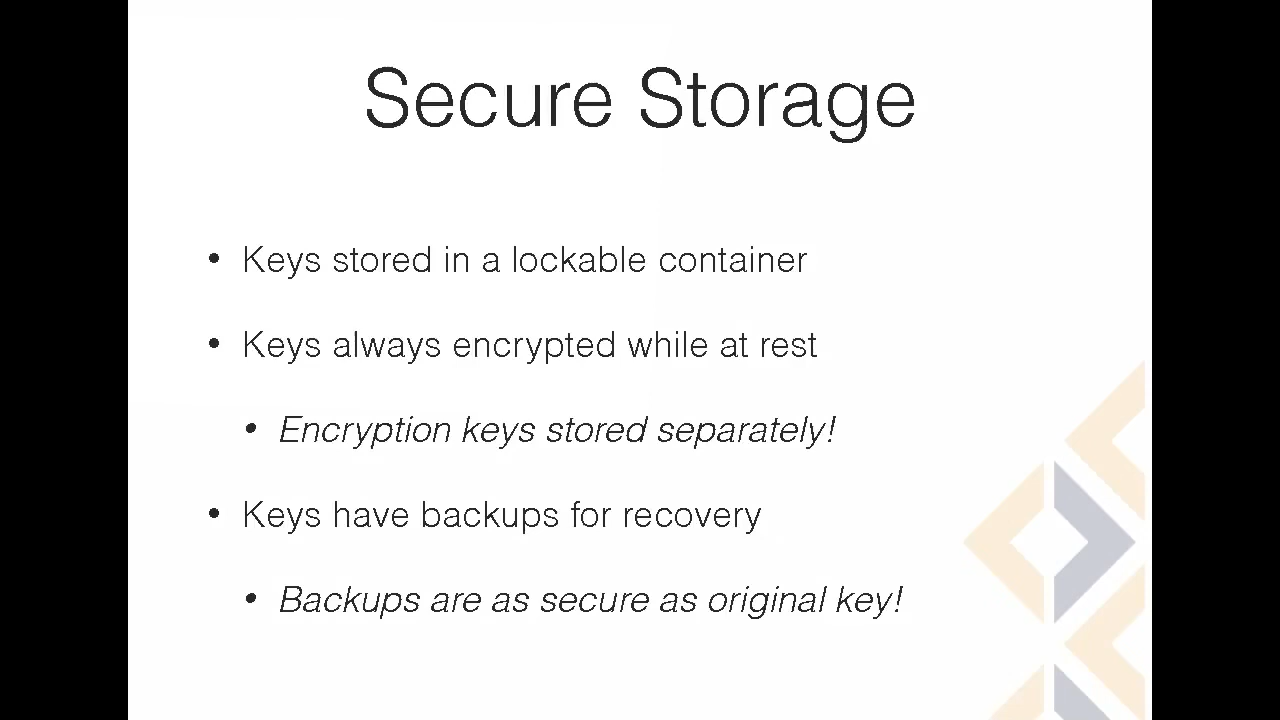 Secure Storage
• Keys stored in a lockable container
• Keys always encrypted while at rest
• Encryption keys stored separately!
• Keys have backups for recovery
• Backups are as secure as original key!